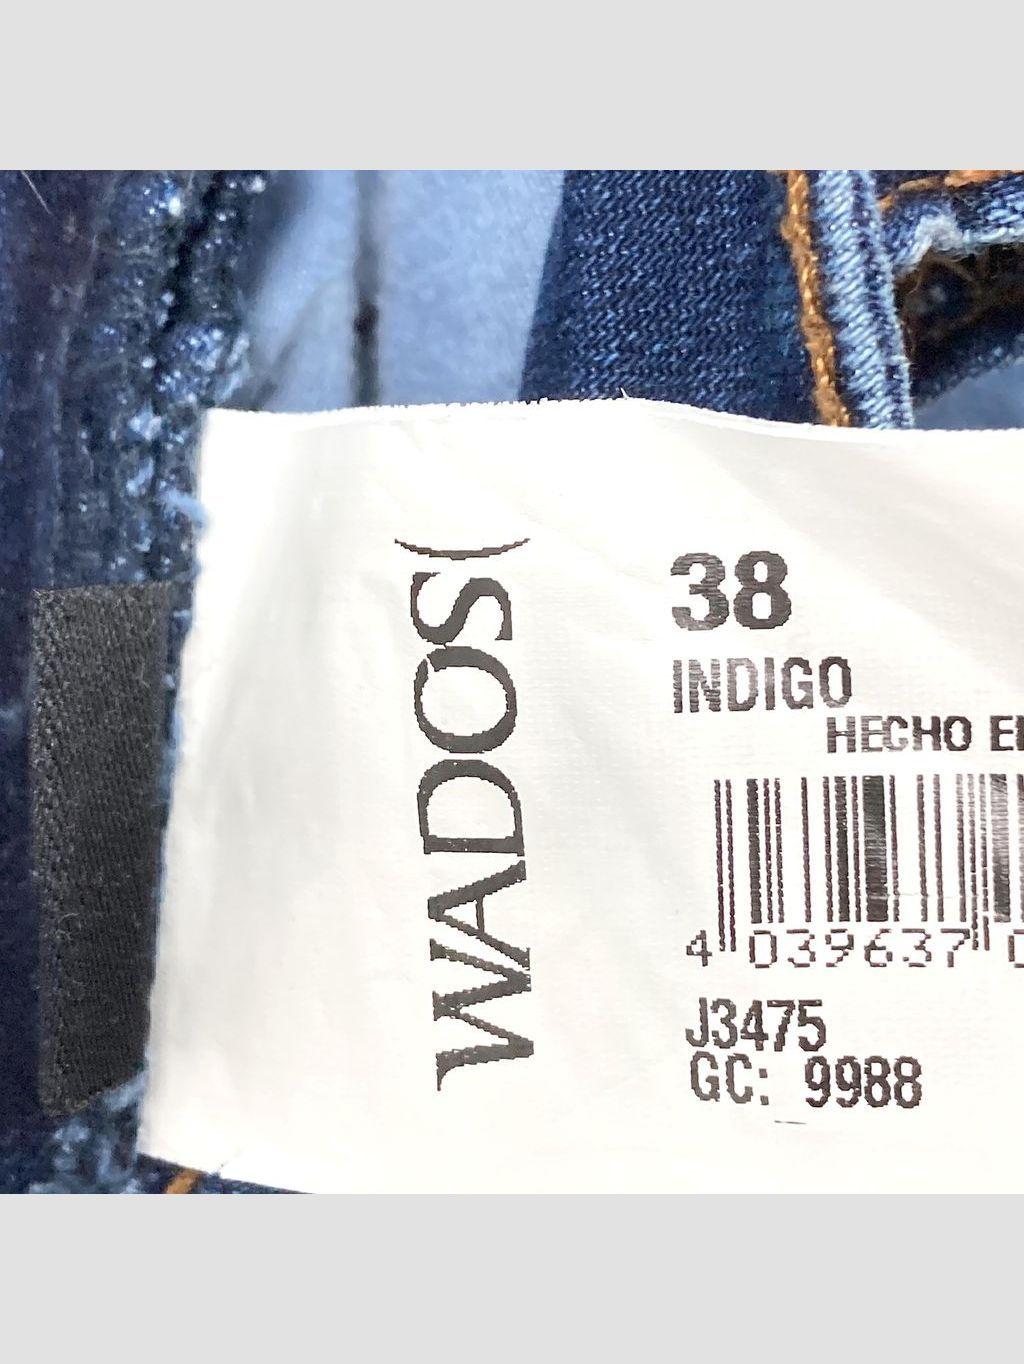 WADOS(
38
INDIGO
HECHO
4 039637
J3475
GC: 9988